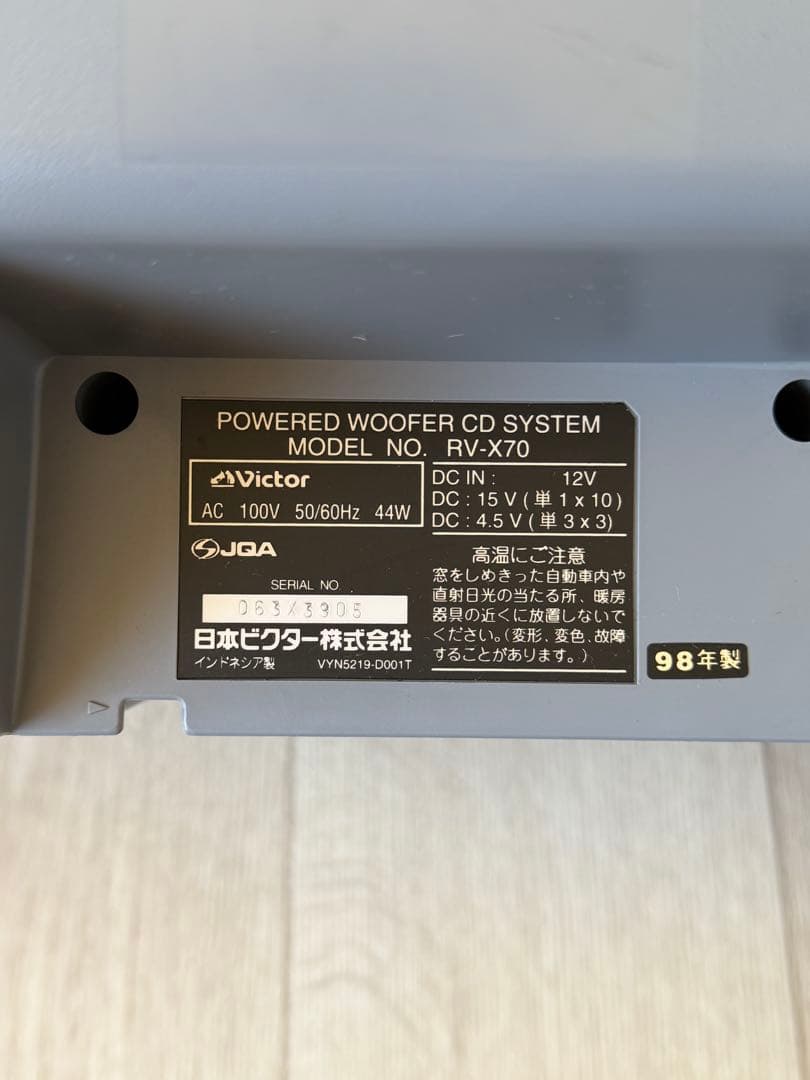 POWERED WOOFER CD SYSTEM
MODEL NO. RV-X70
Victor
AC 100V 50/60Hz 44W
DC IN : 12V
DC : 15 V ( 単 1 x 10 )
DC : 4.5 V ( 単 3 x 3 )
JQA
SERIAL NO.
日本ビクター株式会社
インドネシア製 VYN5219-D001T
高温にご注意
窓をしめきった自動車内や
直射日光の当たる所、暖房
器具の近くに放置しないで
ください。(変形、変色、故障
することがあります。)
98年製